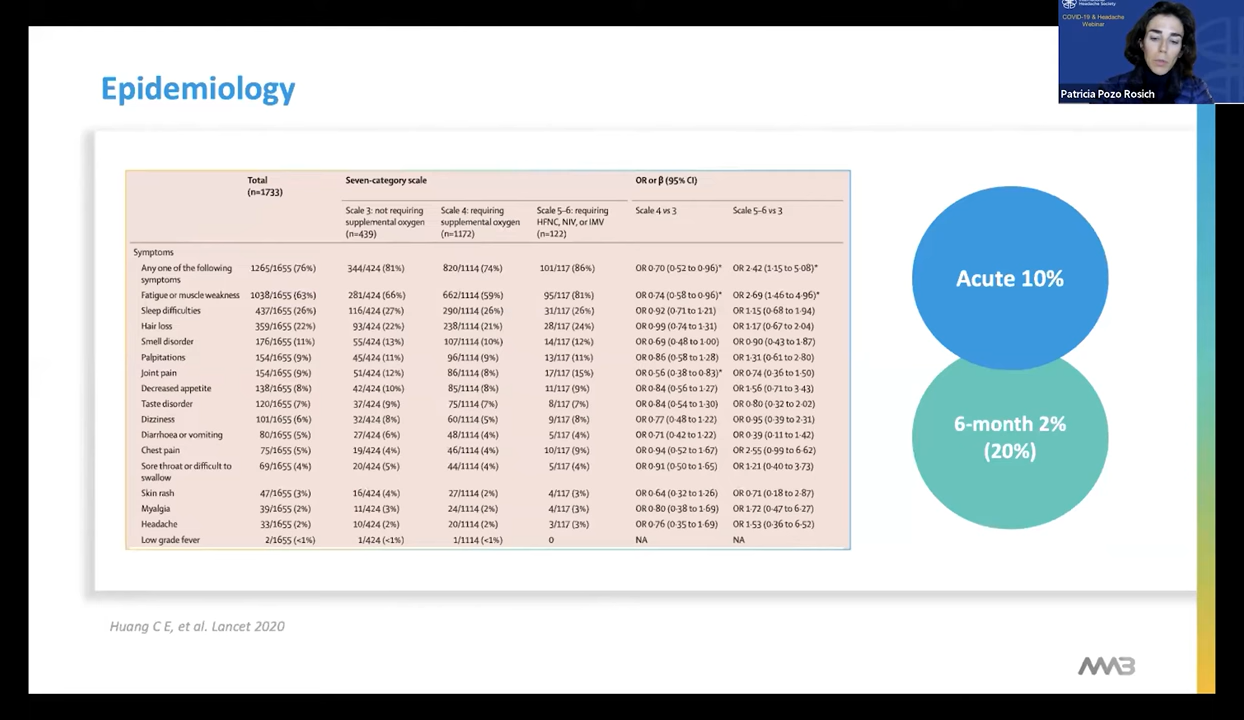 Headache Society
COVID-19 & Headache
Webinar
Patricia Pozo Rosich
Epidemiology
Total
(n=1733)
Seven-category scale
OR or β (95% CI)
Scale 3: not requiring
supplemental oxygen
(n=439)
Scale 4: requiring
supplemental oxygen
(n=1172)
Scale 5–6: requiring
HFNC, NIV, or IMV
(n=122)
Scale 4 vs 3
Scale 5–6 vs 3
Symptoms
Any one of the following symptoms 1265/1655 (76%) 344/424 (81%) 820/1114 (74%) 101/117 (86%) OR 0·70 (0·52 to 0·96)* OR 2·42 (1·15 to 5·08)*
Fatigue or muscle weakness 1038/1655 (63%) 281/424 (66%) 662/1114 (59%) 95/117 (81%) OR 0·74 (0·58 to 0·96)* OR 2·69 (1·46 to 4·96)*
Sleep difficulties 437/1655 (26%) 116/424 (27%) 290/1114 (26%) 31/117 (26%) OR 0·92 (0·71 to 1·21) OR 1·15 (0·68 to 1·94)
Hair loss 359/1655 (22%) 93/424 (22%) 238/1114 (21%) 28/117 (24%) OR 0·99 (0·74 to 1·31) OR 1·17 (0·67 to 2·04)
Smell disorder 176/1655 (11%) 55/424 (13%) 107/1114 (10%) 14/117 (12%) OR 0·69 (0·48 to 1·00) OR 0·90 (0·43 to 1·87)
Palpitations 154/1655 (9%) 45/424 (11%) 96/1114 (9%) 13/117 (11%) OR 0·86 (0·58 to 1·28) OR 1·31 (0·61 to 2·80)
Joint pain 154/1655 (9%) 51/424 (12%) 86/1114 (8%) 17/117 (15%) OR 0·56 (0·38 to 0·83)* OR 0·74 (0·36 to 1·50)
Decreased appetite 138/1655 (8%) 42/424 (10%) 85/1114 (8%) 11/117 (9%) OR 0·84 (0·56 to 1·27) OR 1·56 (0·71 to 3·43)
Taste disorder 120/1655 (7%) 37/424 (9%) 75/1114 (7%) 8/117 (7%) OR 0·84 (0·54 to 1·30) OR 0·80 (0·32 to 2·02)
Dizziness 101/1655 (6%) 32/424 (8%) 60/1114 (5%) 9/117 (8%) OR 0·77 (0·48 to 1·22) OR 0·95 (0·39 to 2·31)
Diarrhoea or vomiting 80/1655 (5%) 27/424 (6%) 48/1114 (4%) 5/117 (4%) OR 0·71 (0·42 to 1·22) OR 0·39 (0·11 to 1·42)
Chest pain 75/1655 (5%) 19/424 (4%) 46/1114 (4%) 10/117 (9%) OR 0·94 (0·52 to 1·67) OR 2·55 (0·99 to 6·62)
Sore throat or difficult to swallow 69/1655 (4%) 20/424 (5%) 44/1114 (4%) 5/117 (4%) OR 0·91 (0·50 to 1·65) OR 1·21 (0·40 to 3·73)
Skin rash 47/1655 (3%) 16/424 (4%) 27/1114 (2%) 4/117 (3%) OR 0·64 (0·32 to 1·26) OR 0·71 (0·18 to 2·87)
Myalgia 39/1655 (2%) 11/424 (3%) 24/1114 (2%) 4/117 (3%) OR 0·80 (0·38 to 1·69) OR 1·72 (0·47 to 6·27)
Headache 33/1655 (2%) 10/424 (2%) 20/1114 (2%) 3/117 (3%) OR 0·76 (0·35 to 1·69) OR 1·53 (0·36 to 6·52)
Low grade fever 2/1655 (<1%) 1/424 (<1%) 1/1114 (<1%) 0 NA NA
Acute 10%
6-month 2%
(20%)
Huang C E, et al. Lancet 2020